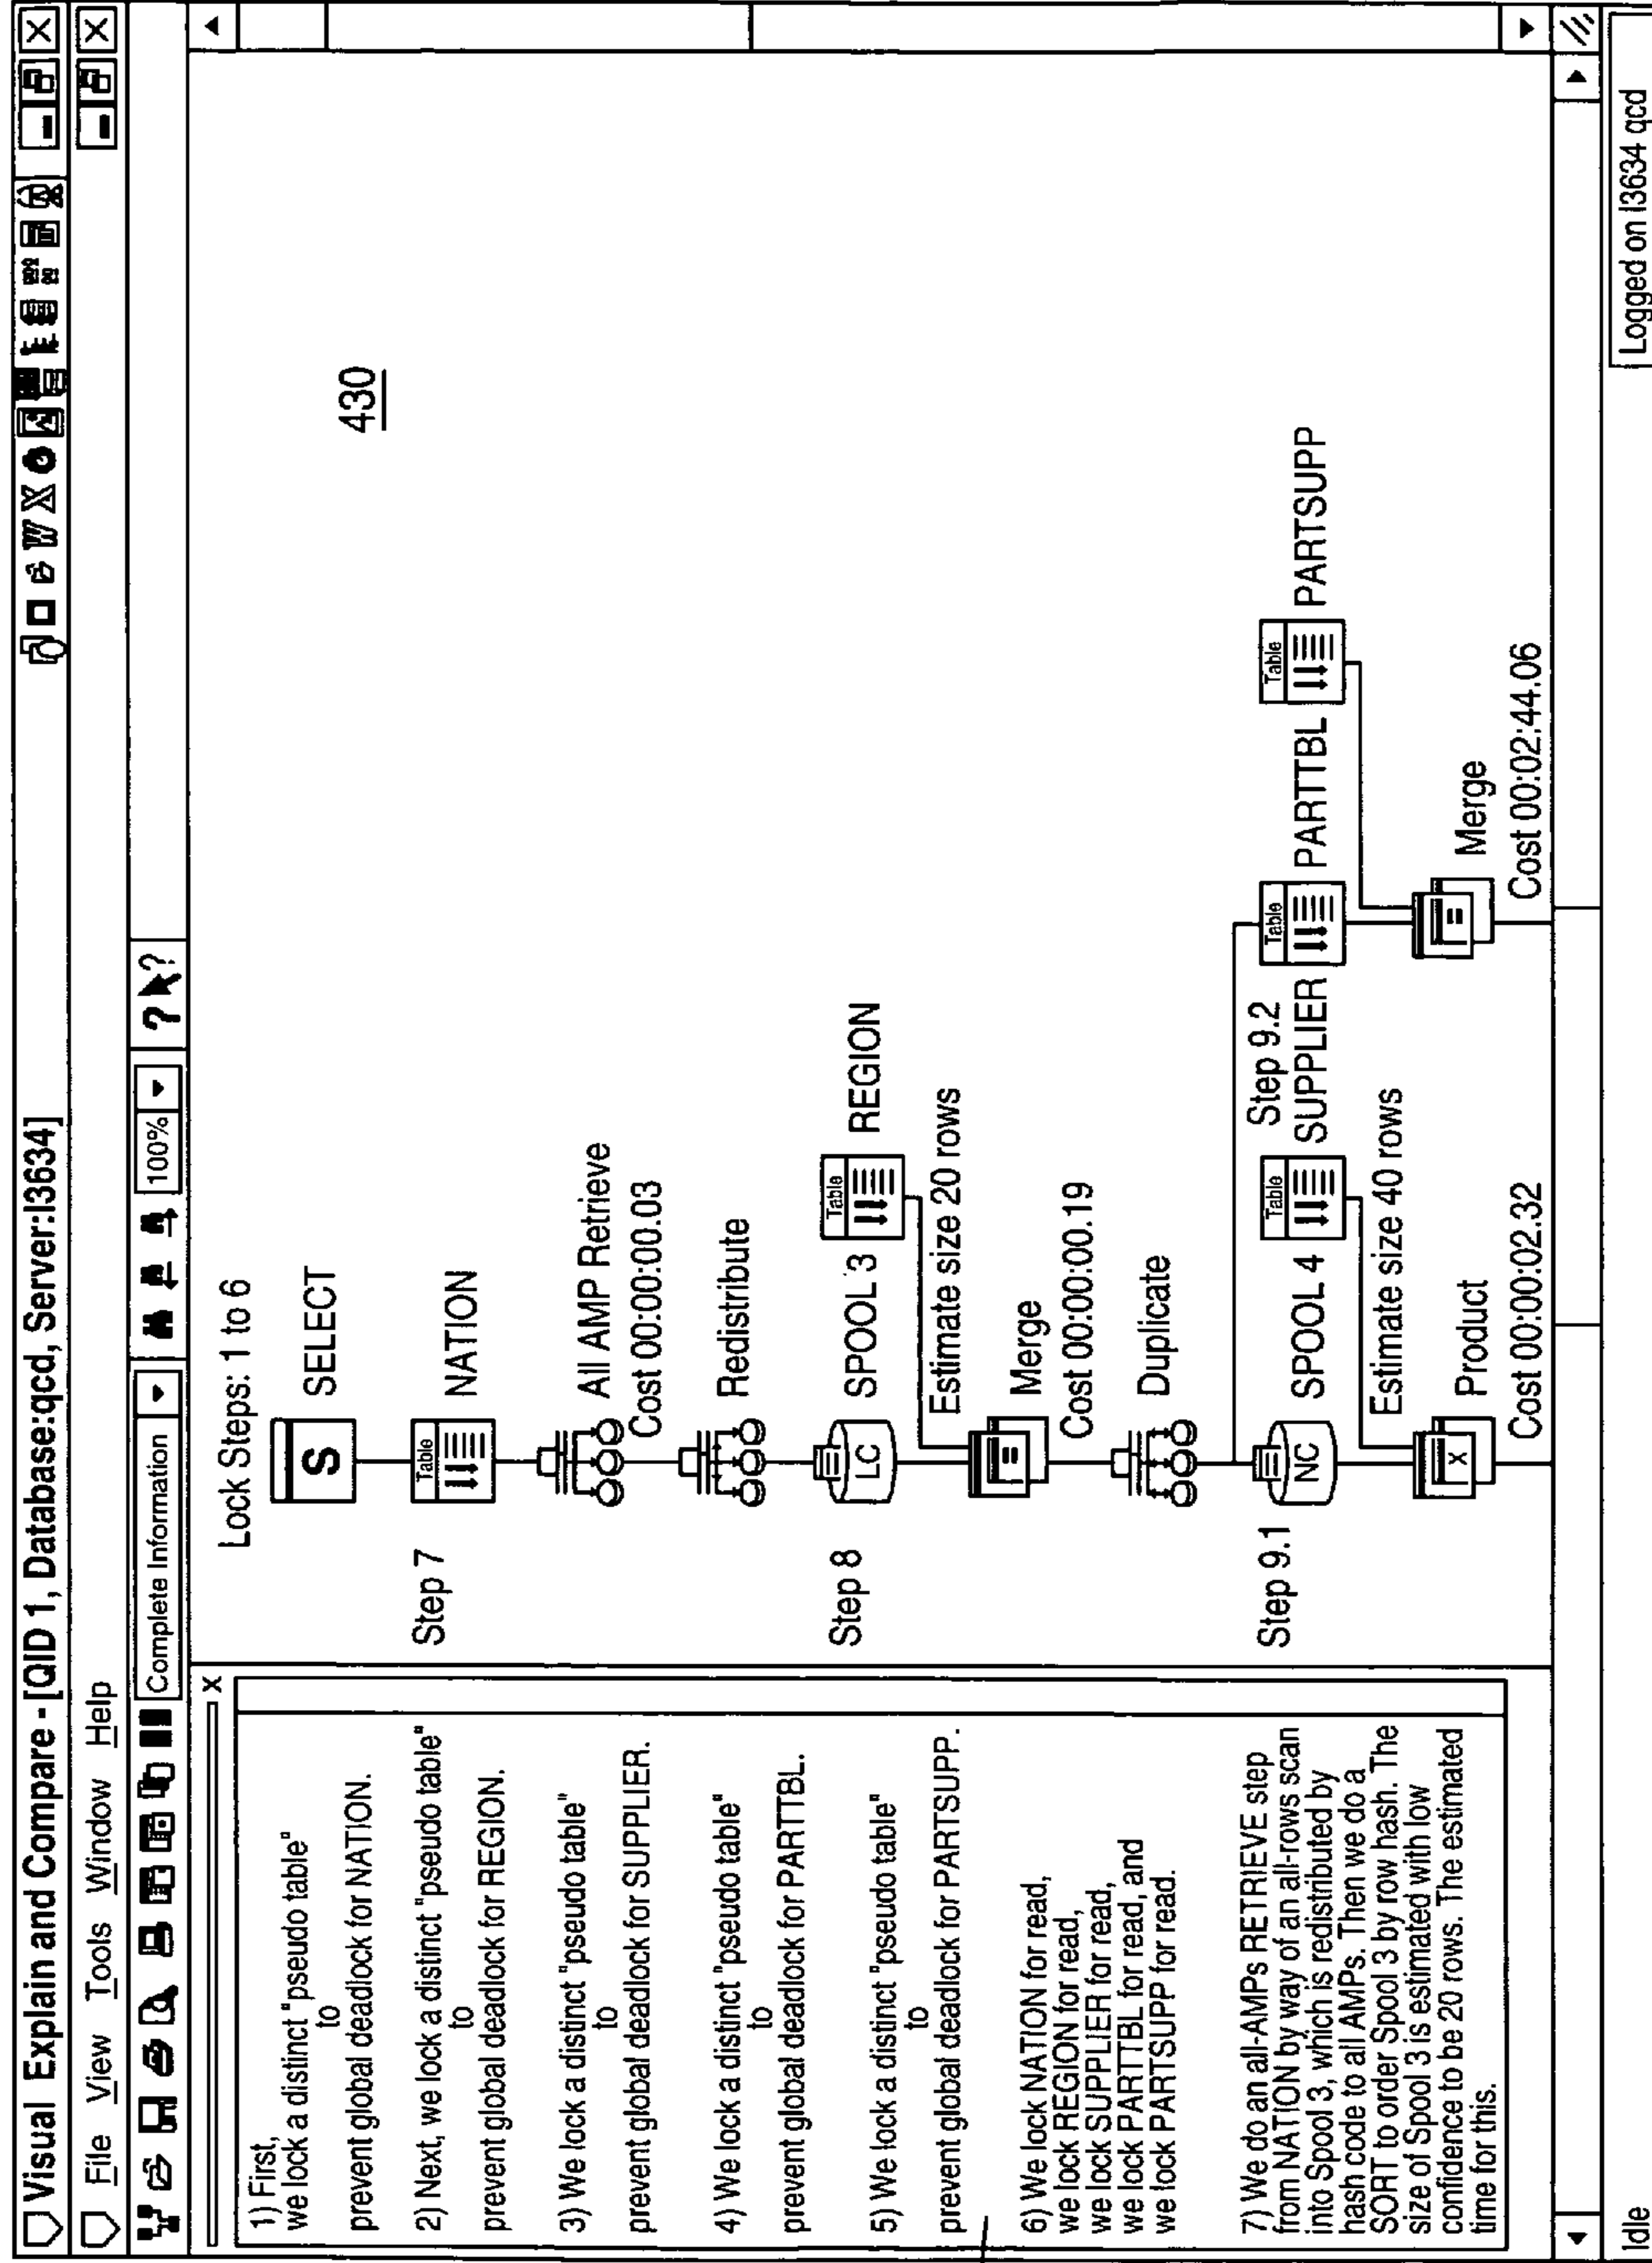 Visual Explain and Compare - [QID 1, Database:qcd, Server:l3634]
W X
File View Tools Window Help
Complete Information
100%
?
?
X
1) First,
we lock a distinct "pseudo table"
to
prevent global deadlock for NATION.
2) Next, we lock a distinct "pseudo table"
to
prevent global deadlock for REGION.
3) We lock a distinct "pseudo table"
to
prevent global deadlock for SUPPLIER.
4) We lock a distinct "pseudo table"
to
prevent global deadlock for PARTTBL.
5) We lock a distinct "pseudo table"
to
prevent global deadlock for PARTSUPP.
6) We lock NATION for read,
we lock REGION for read,
we lock SUPPLIER for read,
we lock PARTTBL for read, and
we lock PARTSUPP for read.
7) We do an all-AMPs RETRIEVE step
from NATION by way of an all-rows scan
into Spool 3, which is redistributed by
hash code to all AMPs. Then we do a
SORT to order Spool 3 by row hash. The
size of Spool 3 is estimated with low
confidence to be 20 rows. The estimated
time for this.
Lock Steps: 1 to 6
S
SELECT
430
Step 7
Table
NATION
All AMP Retrieve
Cost 00:00:00.03
Redistribute
Step 8
LC
SPOOL 3
Table
REGION
Estimate size 20 rows
=
Merge
Cost 00:00:00.19
Duplicate
Step 9.1
NC
SPOOL 4
Table
Step 9.2
SUPPLIER
Table
PARTTBL
Table
PARTSUPP
Estimate size 40 rows
X
Product
Cost 00:00:02.32
=
Merge
Cost 00:02:44.06
Idle
Logged on l3634 qcd